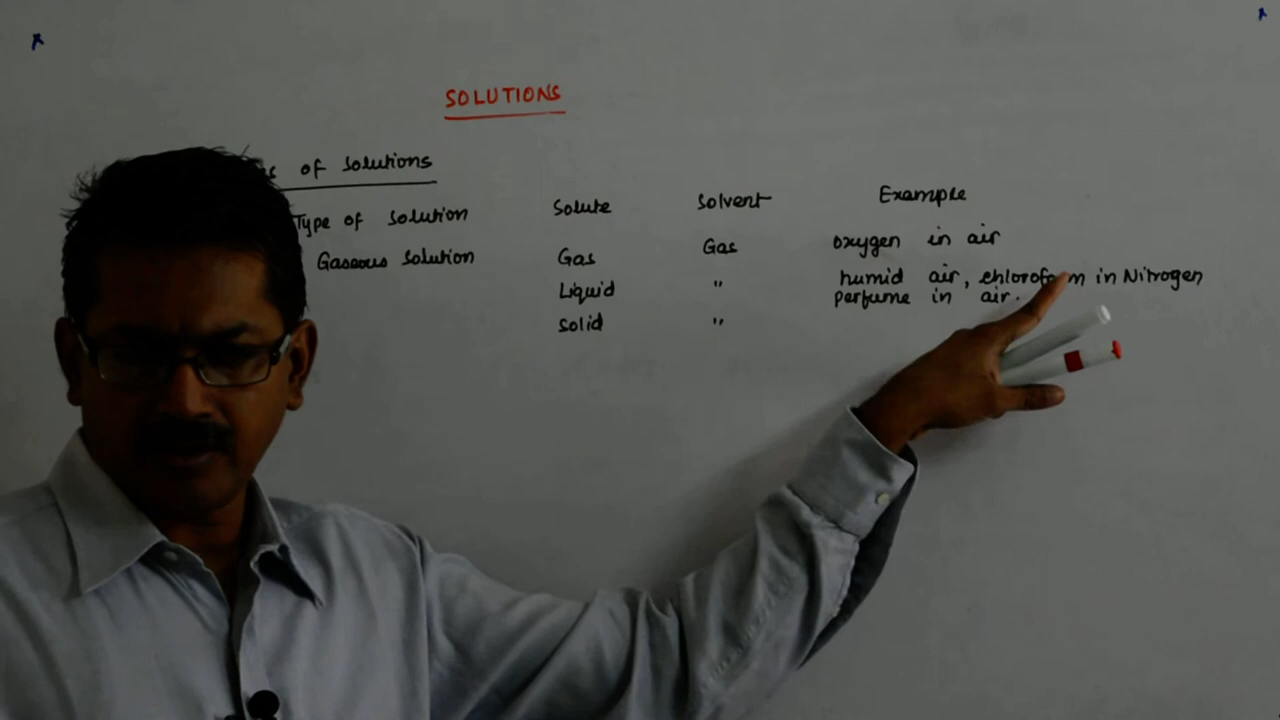 SOLUTIONS
of Solutions
Type of Solution Solute Solvent Example
Gaseous Solution Gas Gas oxygen in air
Liquid " humid air, chloroform in Nitrogen
perfume in air.
Solid "